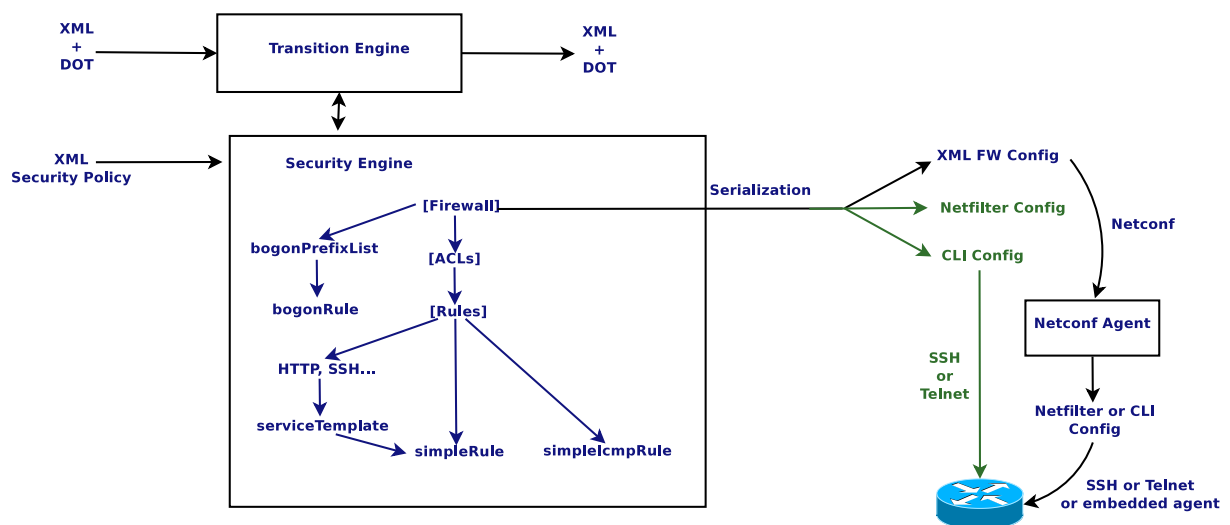 XML
+
DOT
Transition Engine
XML
+
DOT
XML
Security Policy
Security Engine
[Firewall]
bogonPrefixList
[ACLs]
bogonRule
[Rules]
HTTP, SSH...
serviceTemplate
simpleRule
simpleIcmpRule
Serialization
XML FW Config
Netfilter Config
CLI Config
Netconf
Netconf Agent
SSH
or
Telnet
Netfilter or CLI
Config
SSH or Telnet
or embedded agent